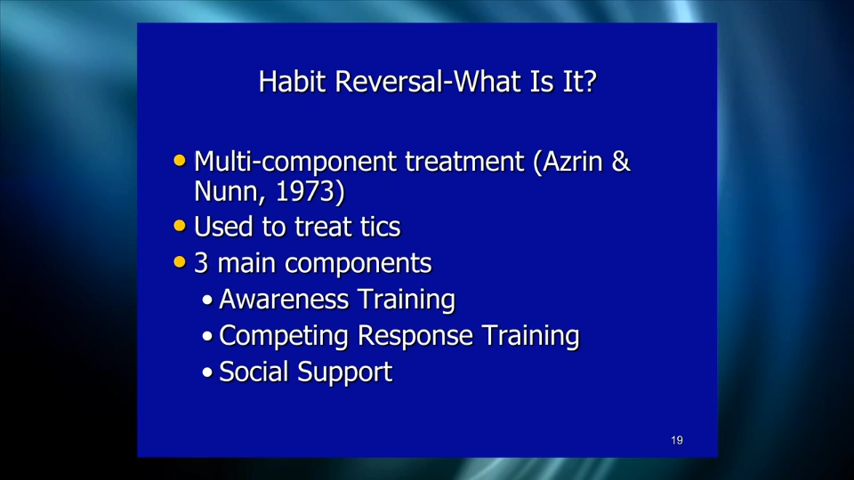 Habit Reversal-What Is It?
• Multi-component treatment (Azrin &
Nunn, 1973)
• Used to treat tics
• 3 main components
• Awareness Training
• Competing Response Training
• Social Support
19